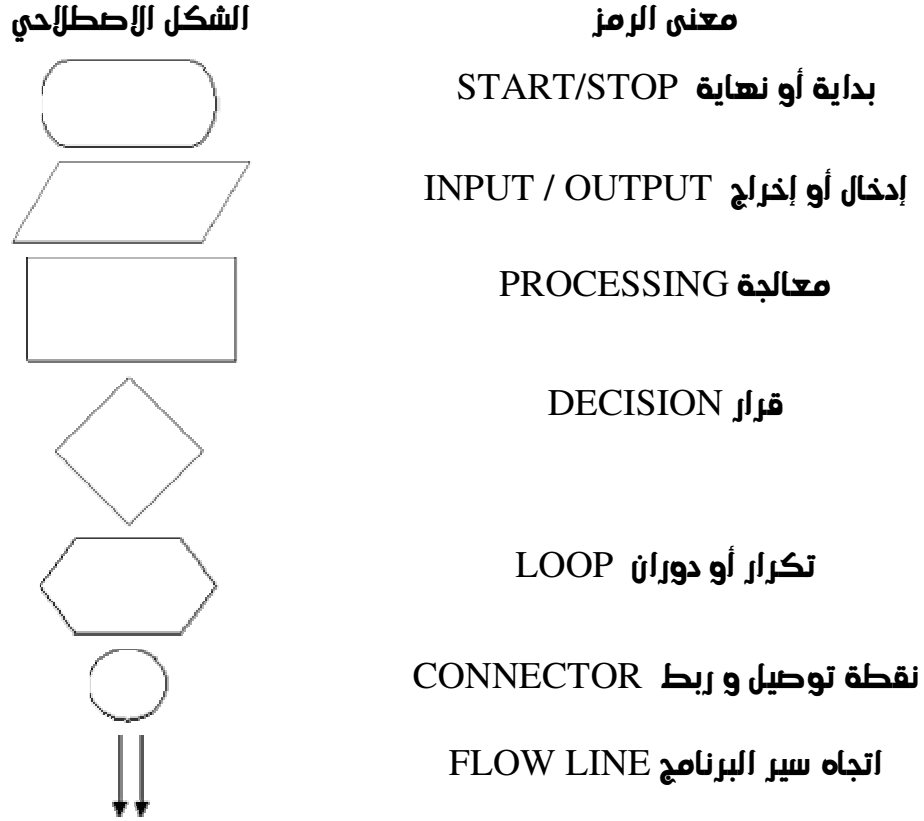 معنى الرمز الشكل الاصطلاحي
بداية أو نهاية START/STOP
إدخال أو إخراج INPUT / OUTPUT
معالجة PROCESSING
قرار DECISION
تكرار أو دوران LOOP
نقطة توصيل و ربط CONNECTOR
اتجاه سير البرنامج FLOW LINE